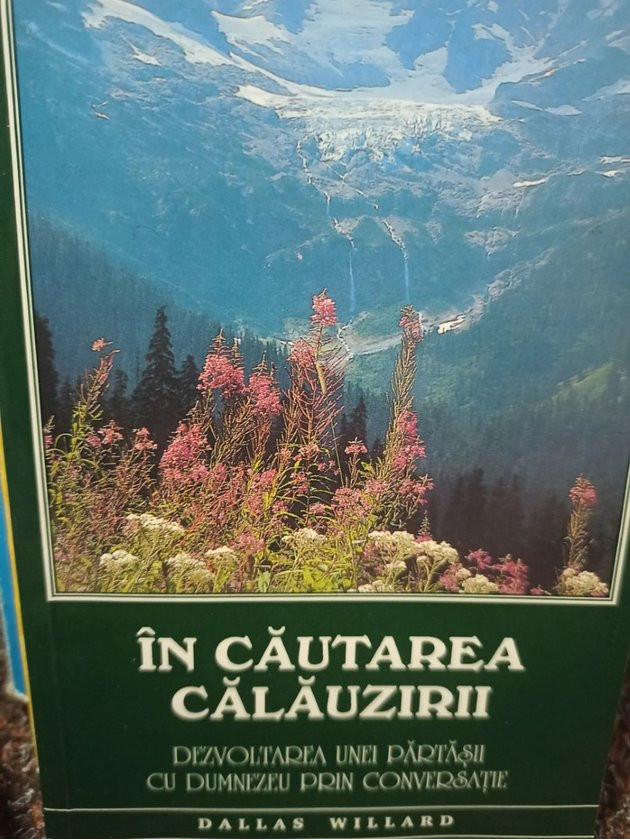 ÎN CĂUTAREA
CĂLĂUZIRII
DEZVOLTAREA UNEI PĂRTĂȘII
CU DUMNEZEU PRIN CONVERSAȚIE
DALLAS WILLARD